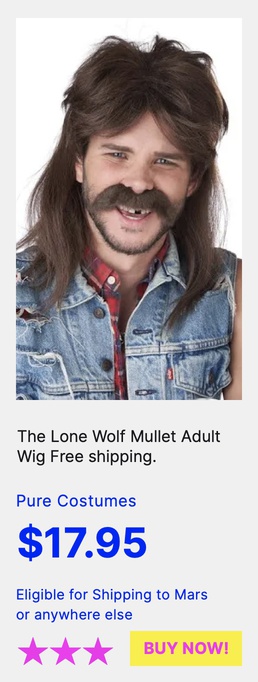 The Lone Wolf Mullet Adult
Wig Free shipping.
Pure Costumes
$17.95
Eligible for Shipping to Mars
or anywhere else
BUY NOW!